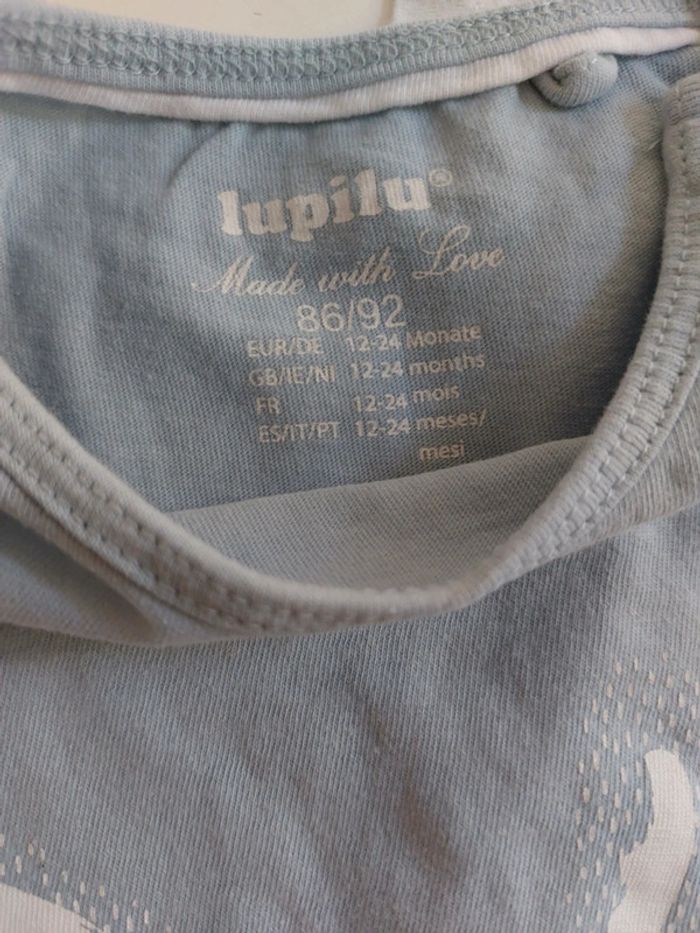 lupilu®
Made with Love
86/92
EUR/DE 12-24 Monate
GB/IE/NI 12-24 months
FR 12-24 mois
ES/IT/PT 12-24 meses/
mesi